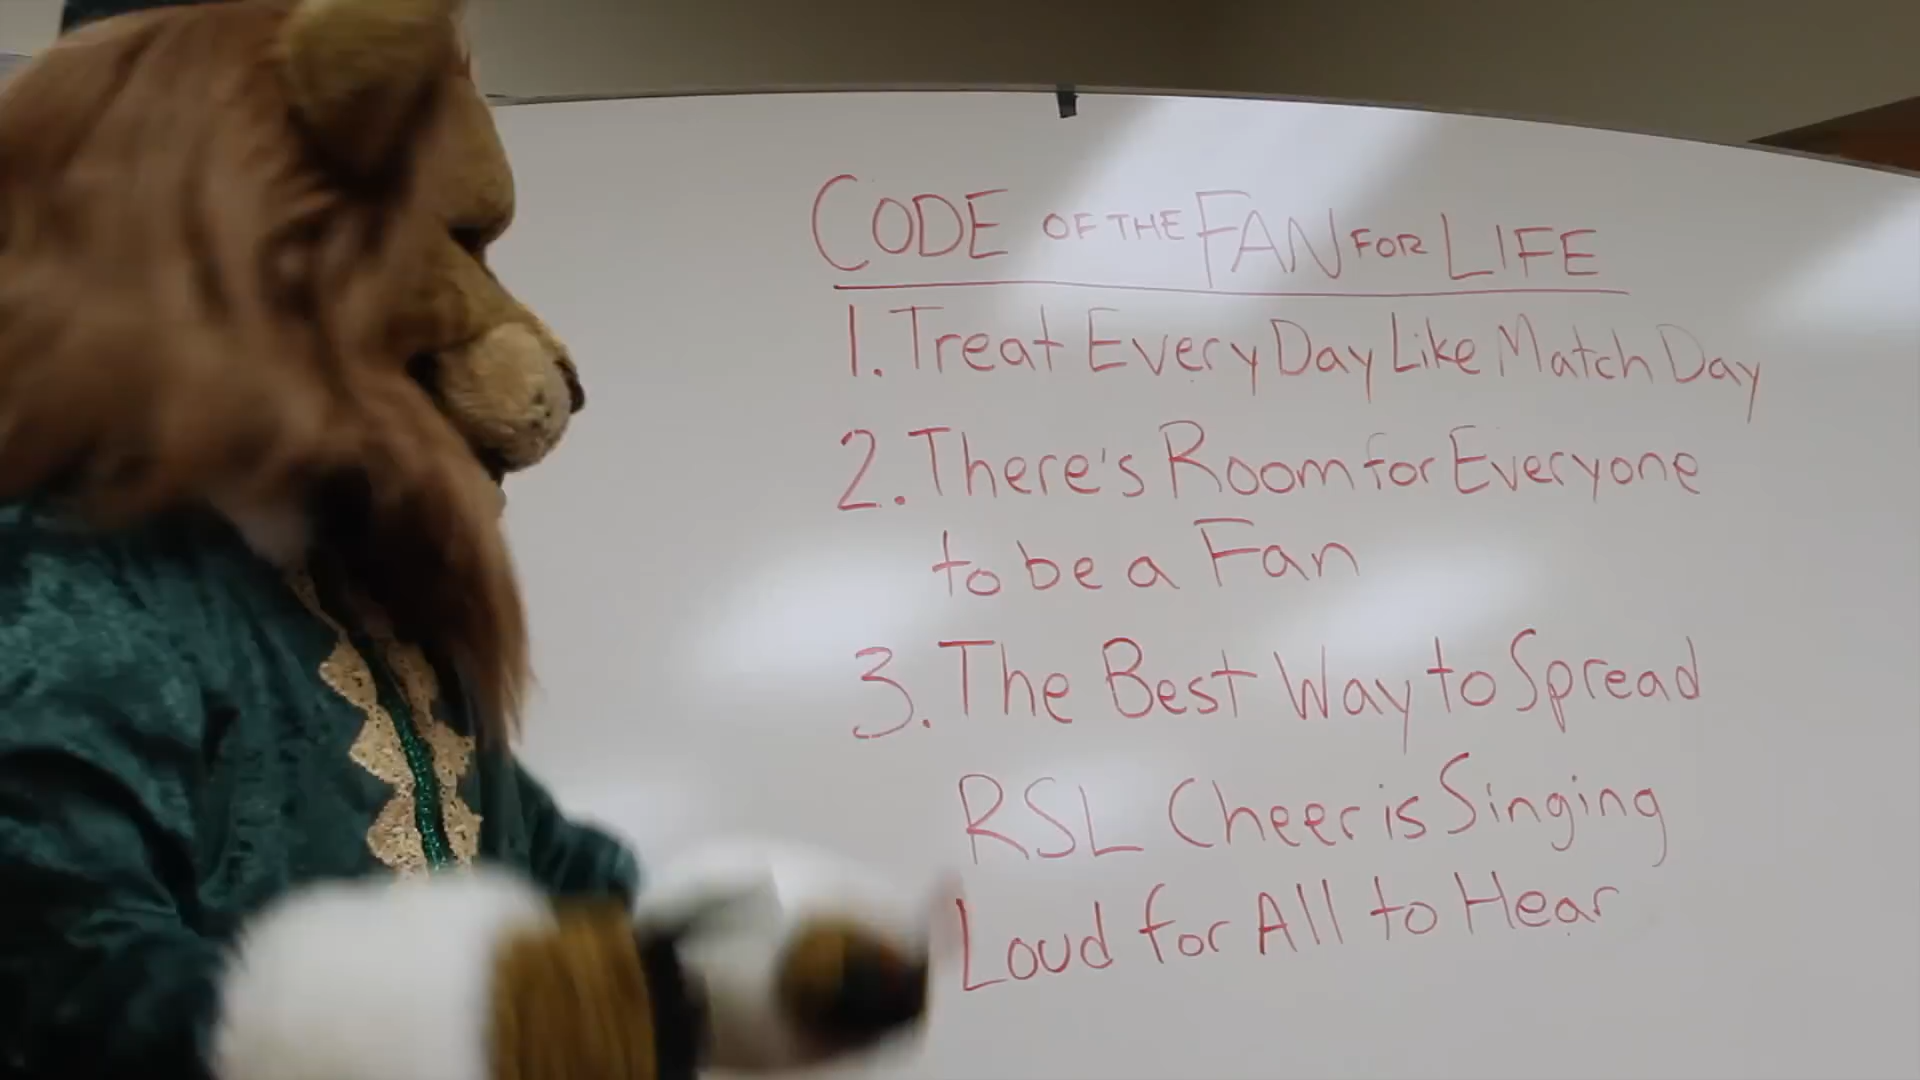 CODE OF THE FAN FOR LIFE
1. Treat Every Day Like Match Day
2. There's Room for Everyone
to be a Fan
3. The Best Way to Spread
RSL Cheer is Singing
Loud for All to Hear